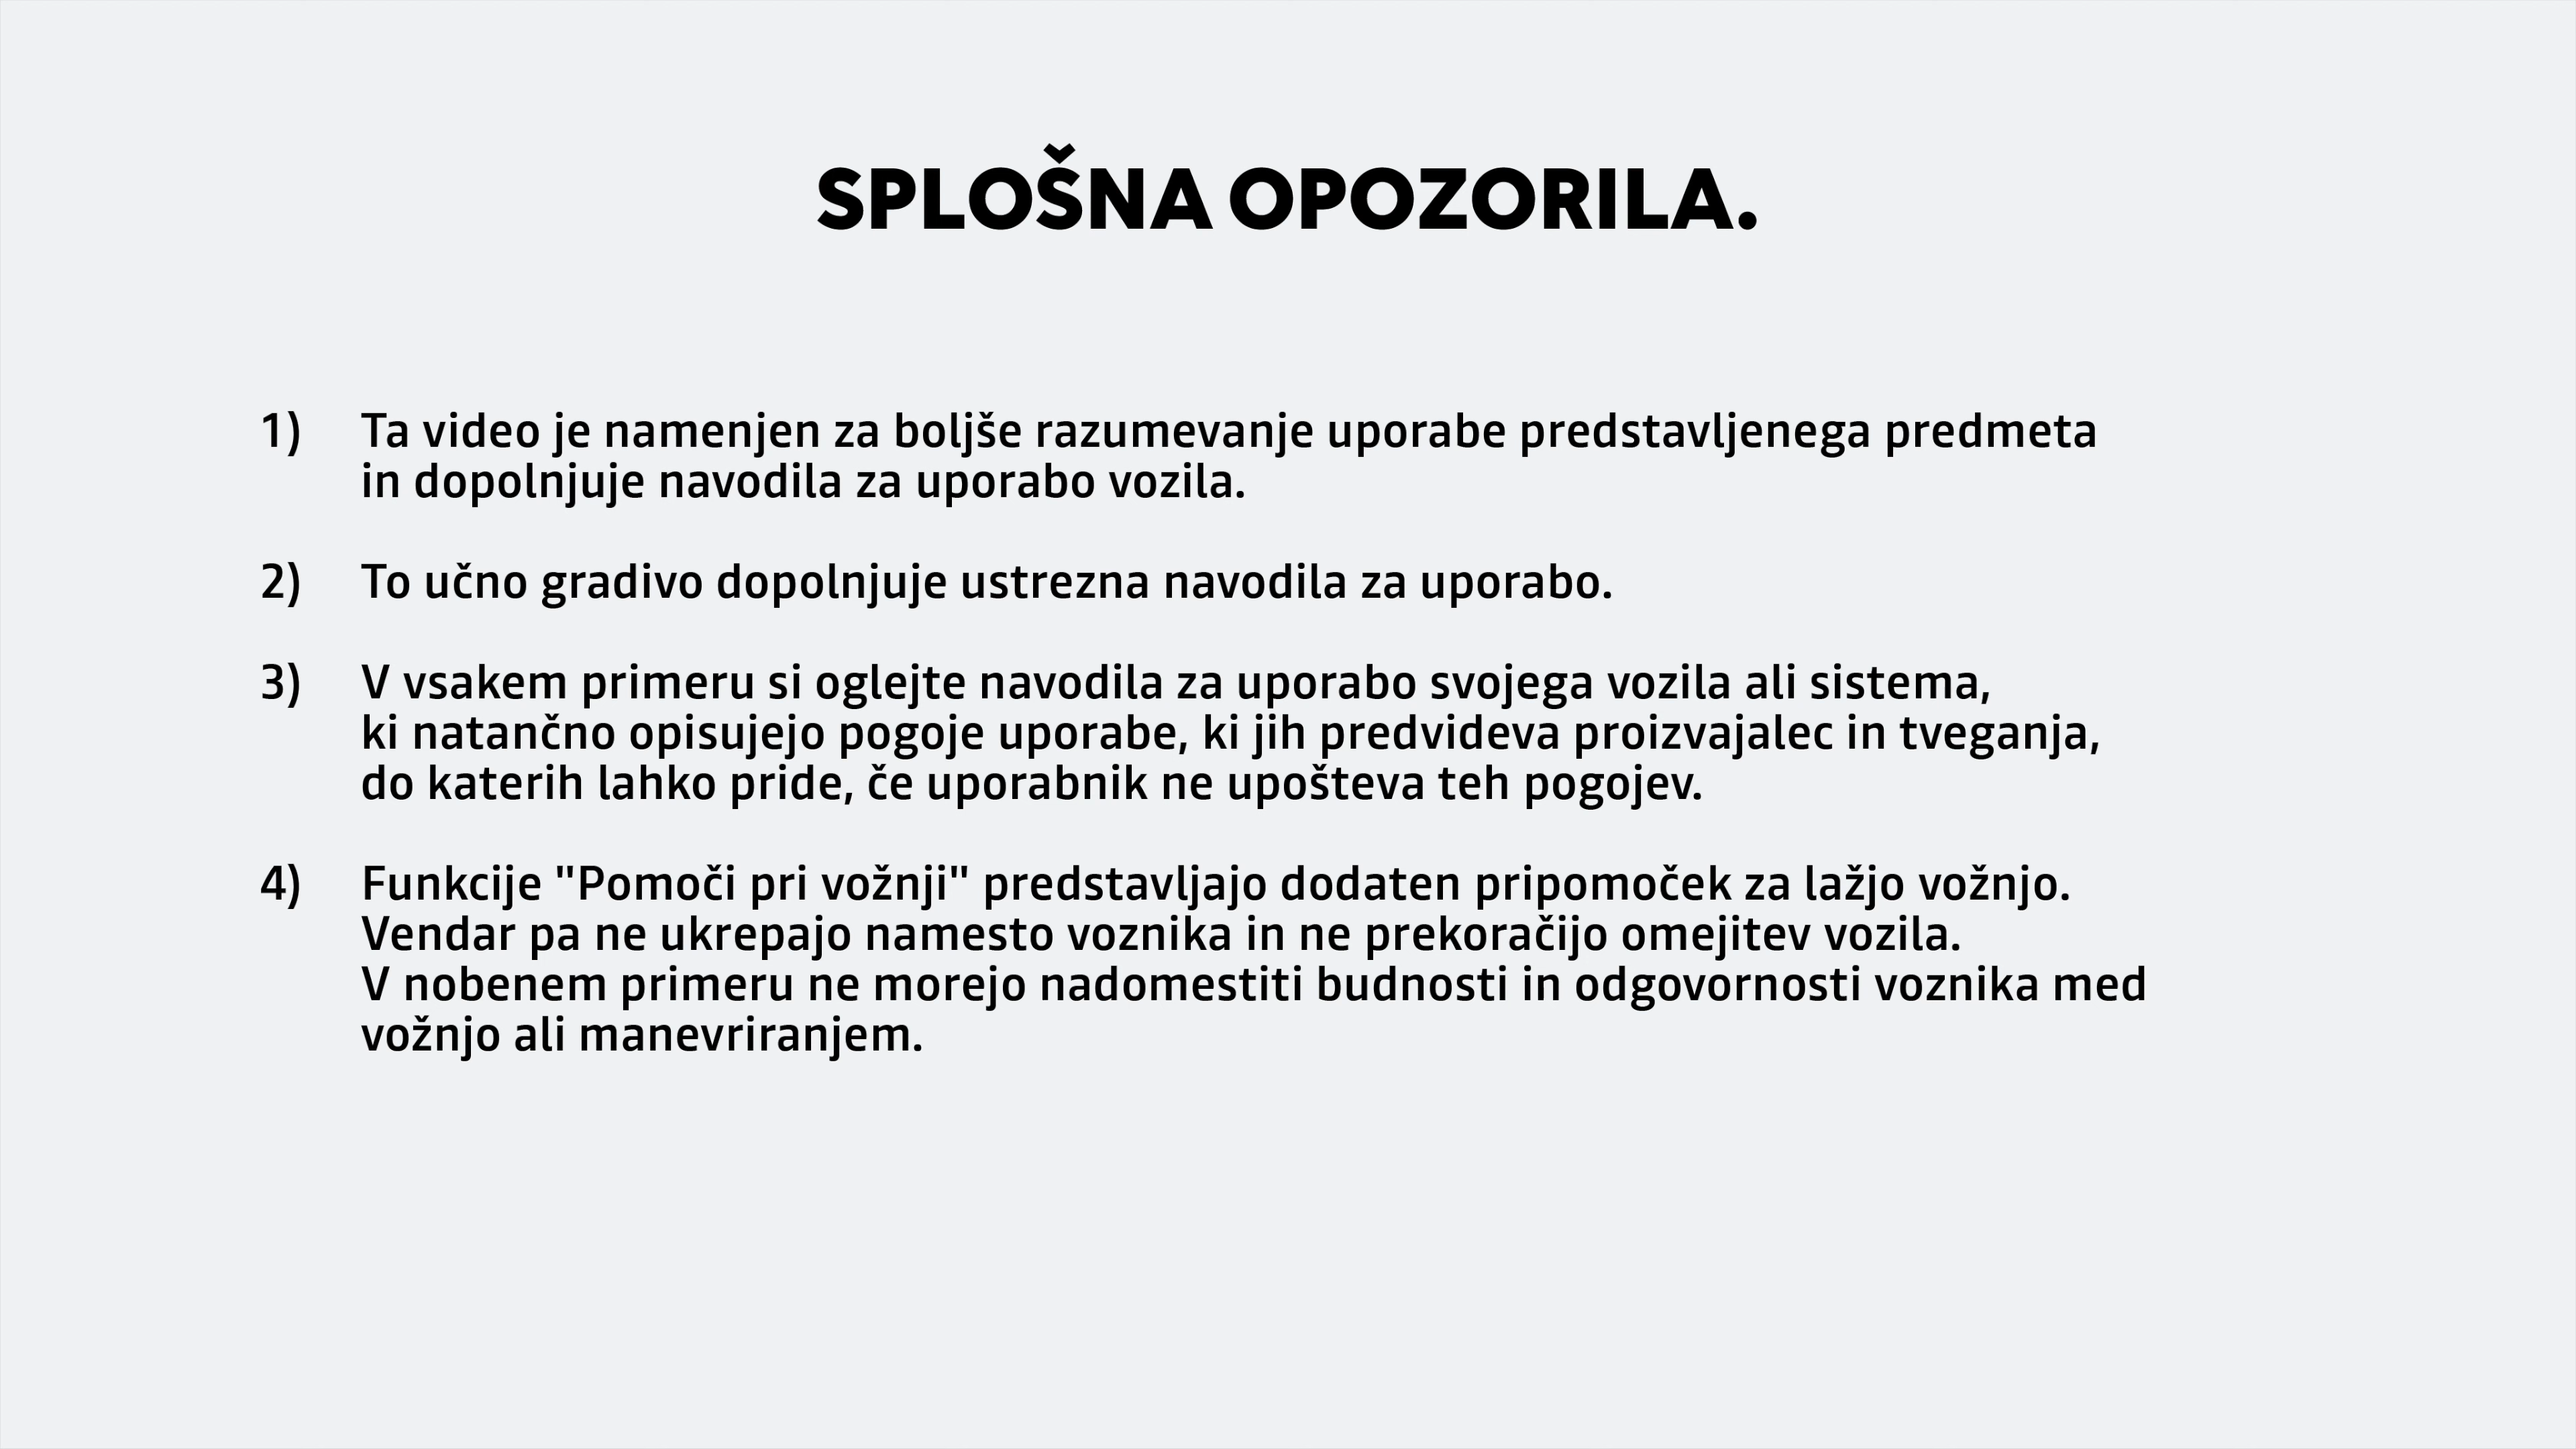 SPLOŠNA OPOZORILA.
1) Ta video je namenjen za boljše razumevanje uporabe predstavljenega predmeta
in dopolnjuje navodila za uporabo vozila.
2) To učno gradivo dopolnjuje ustrezna navodila za uporabo.
3) V vsakem primeru si oglejte navodila za uporabo svojega vozila ali sistema,
ki natančno opisujejo pogoje uporabe, ki jih predvideva proizvajalec in tveganja,
do katerih lahko pride, če uporabnik ne upošteva teh pogojev.
4) Funkcije "Pomoči pri vožnji" predstavljajo dodaten pripomoček za lažjo vožnjo.
Vendar pa ne ukrepajo namesto voznika in ne prekoračijo omejitev vozila.
V nobenem primeru ne morejo nadomestiti budnosti in odgovornosti voznika med
vožnjo ali manevriranjem.